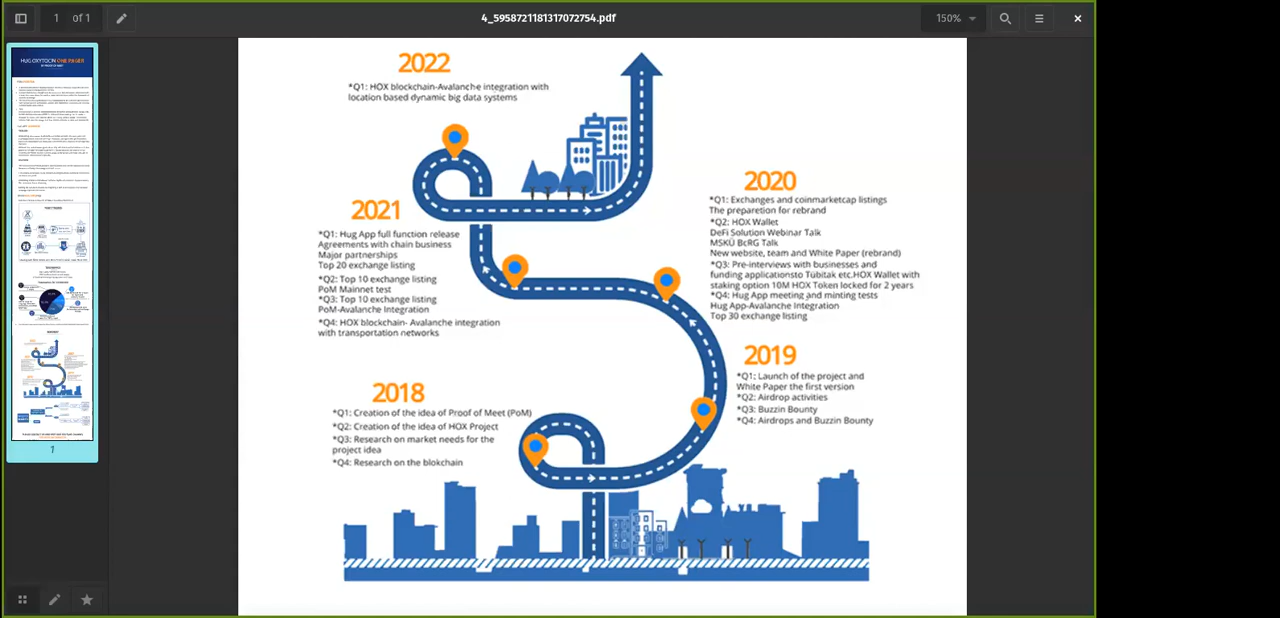 1 of 1
4_5958721181317072754.pdf
150%
HUG OXYTOCIN ONE PAGER
1
2022
*Q1: HOX blockchain-Avalanche integration with
location based dynamic big data systems
2021
*Q1: Hug App full function release
Agreements with chain business
Major partnerships
Top 20 exchange listing
*Q2: Top 10 exchange listing
PoM Mainnet test
*Q3: Top 10 exchange listing
PoM-Avalanche Integration
*Q4: HOX blockchain- Avalanche integration
with transportation networks
2020
*Q1: Exchanges and coinmarketcap listings
The preparation for rebrand
*Q2: HOX Wallet
DeFi Solution Webinar Talk
MSKÜ BcRG Talk
New website, team and White Paper (rebrand)
*Q3: Pre-interviews with businesses and
funding applicationsto Tübitak etc.HOX Wallet with
staking option 10M HOX Token locked for 2 years
*Q4: Hug App meeting and minting tests
Hug App-Avalanche Integration
Top 30 exchange listing
2019
*Q1: Launch of the project and
White Paper the first version
*Q2: Airdrop activities
*Q3: Buzzin Bounty
*Q4: Airdrops and Buzzin Bounty
2018
*Q1: Creation of the idea of Proof of Meet (PoM)
*Q2: Creation of the idea of HOX Project
*Q3: Research on market needs for the
project idea
*Q4: Research on the blokchain